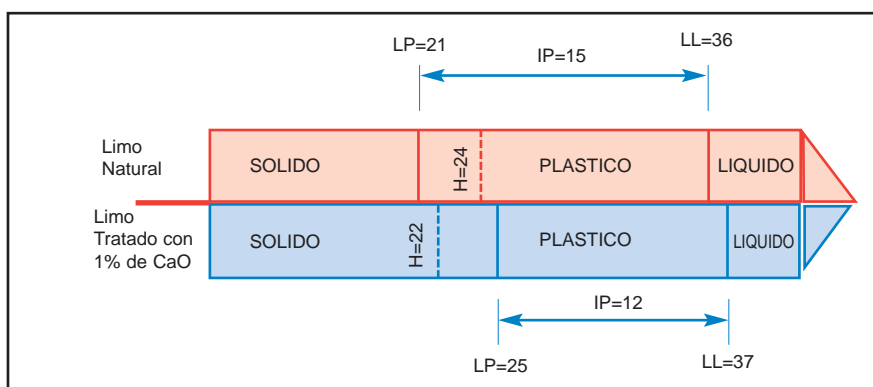 LP=21
IP=15
LL=36
Limo
Natural
SOLIDO
H=24
PLASTICO
LIQUIDO
Limo
Tratado con
1% de CaO
SOLIDO
H=22
PLASTICO
LIQUIDO
IP=12
LP=25
LL=37